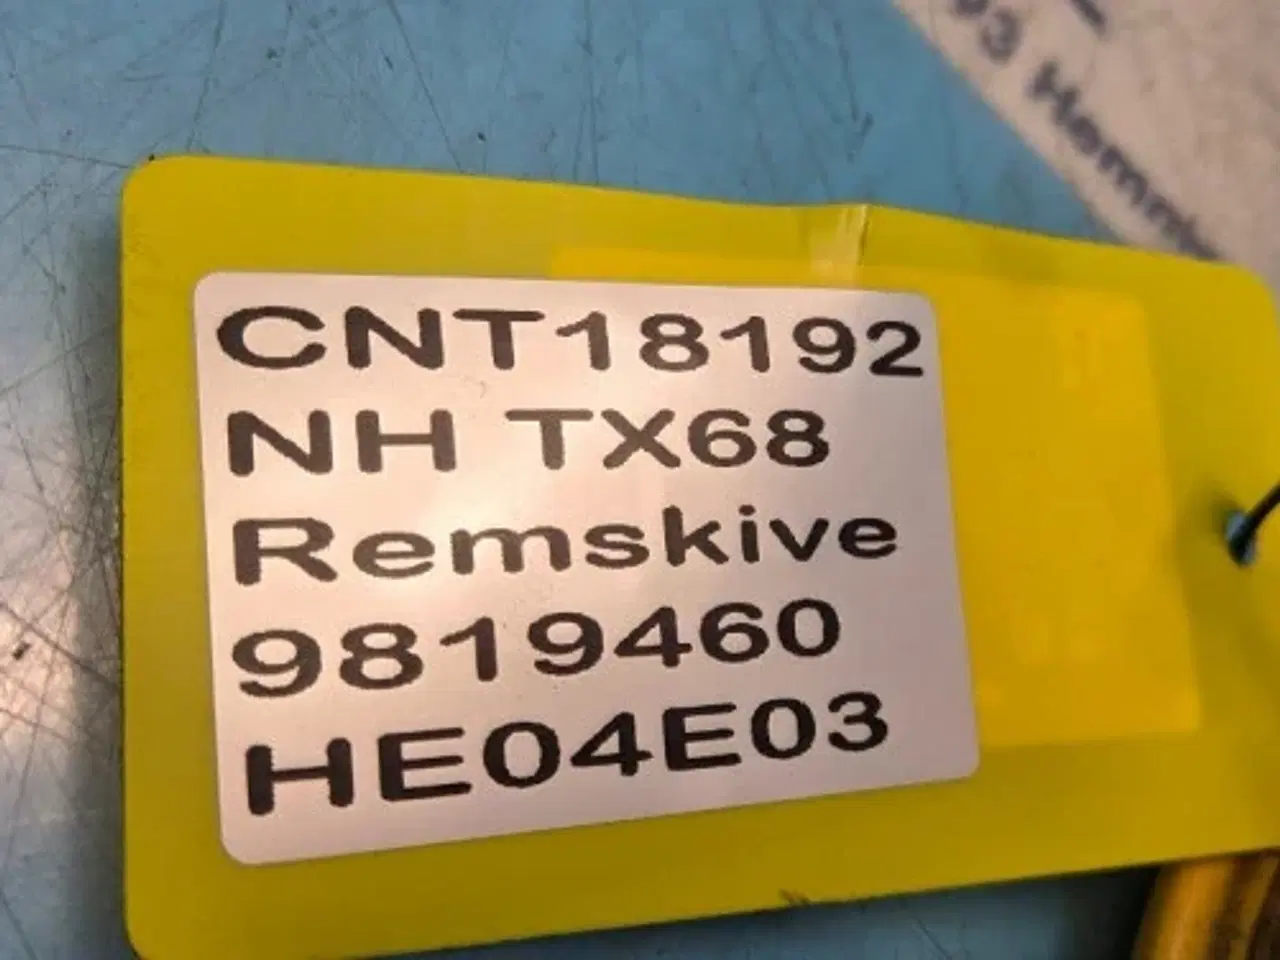 CNT18192
NH TX68
Remskive
9819460
HE04E03